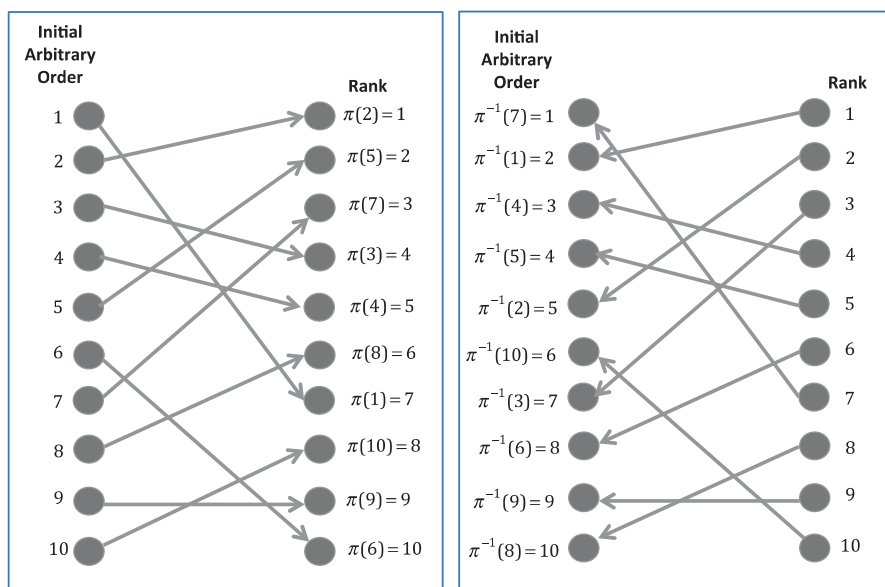 Initial
Arbitrary
Order
Rank
1 π(2)=1
2 π(5)=2
3 π(7)=3
4 π(3)=4
5 π(4)=5
6 π(8)=6
7 π(1)=7
8 π(10)=8
9 π(9)=9
10 π(6)=10
Initial
Arbitrary
Order
Rank
π⁻¹(7)=1 1
π⁻¹(1)=2 2
π⁻¹(4)=3 3
π⁻¹(5)=4 4
π⁻¹(2)=5 5
π⁻¹(10)=6 6
π⁻¹(3)=7 7
π⁻¹(6)=8 8
π⁻¹(9)=9 9
π⁻¹(8)=10 10